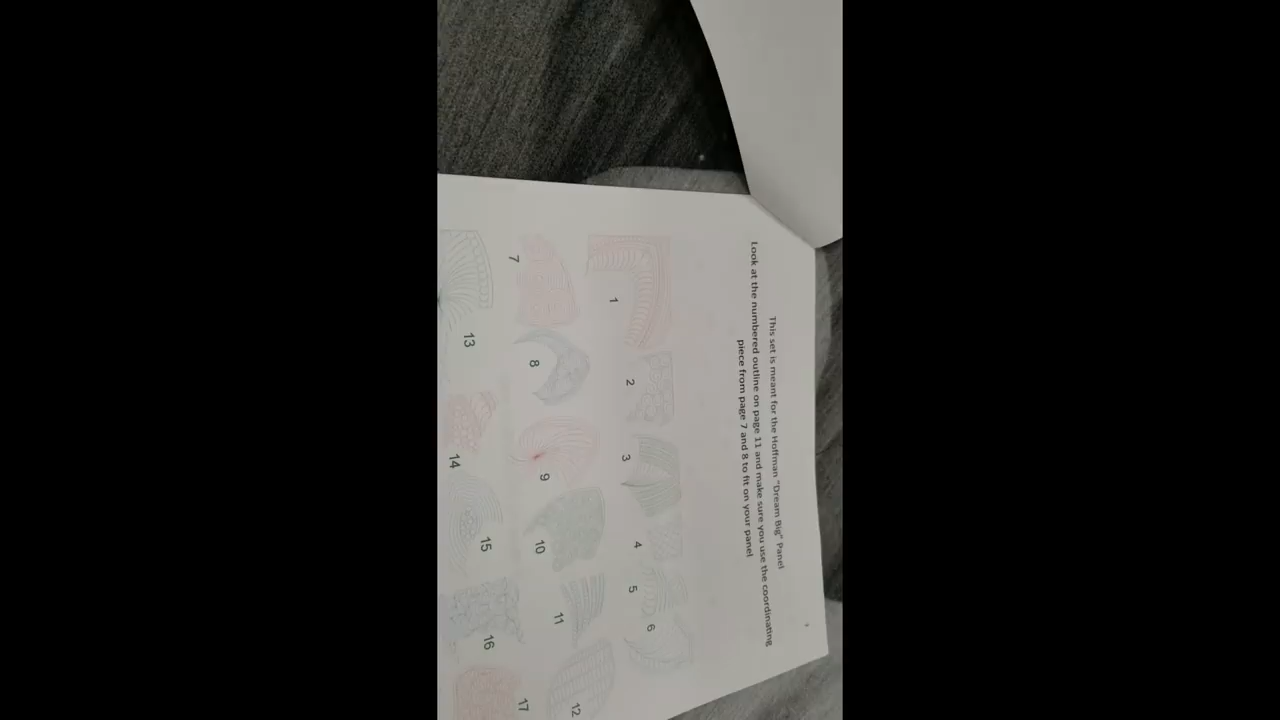 This set is meant for the Hoffman "Dream Big" Panel
Look at the numbered outline on page 11 and make sure you use the coordinating
piece from page 7 and 8 to fit on your panel
1 2 3 4 5 6
7 8 9 10 11 12
13 14 15 16 17